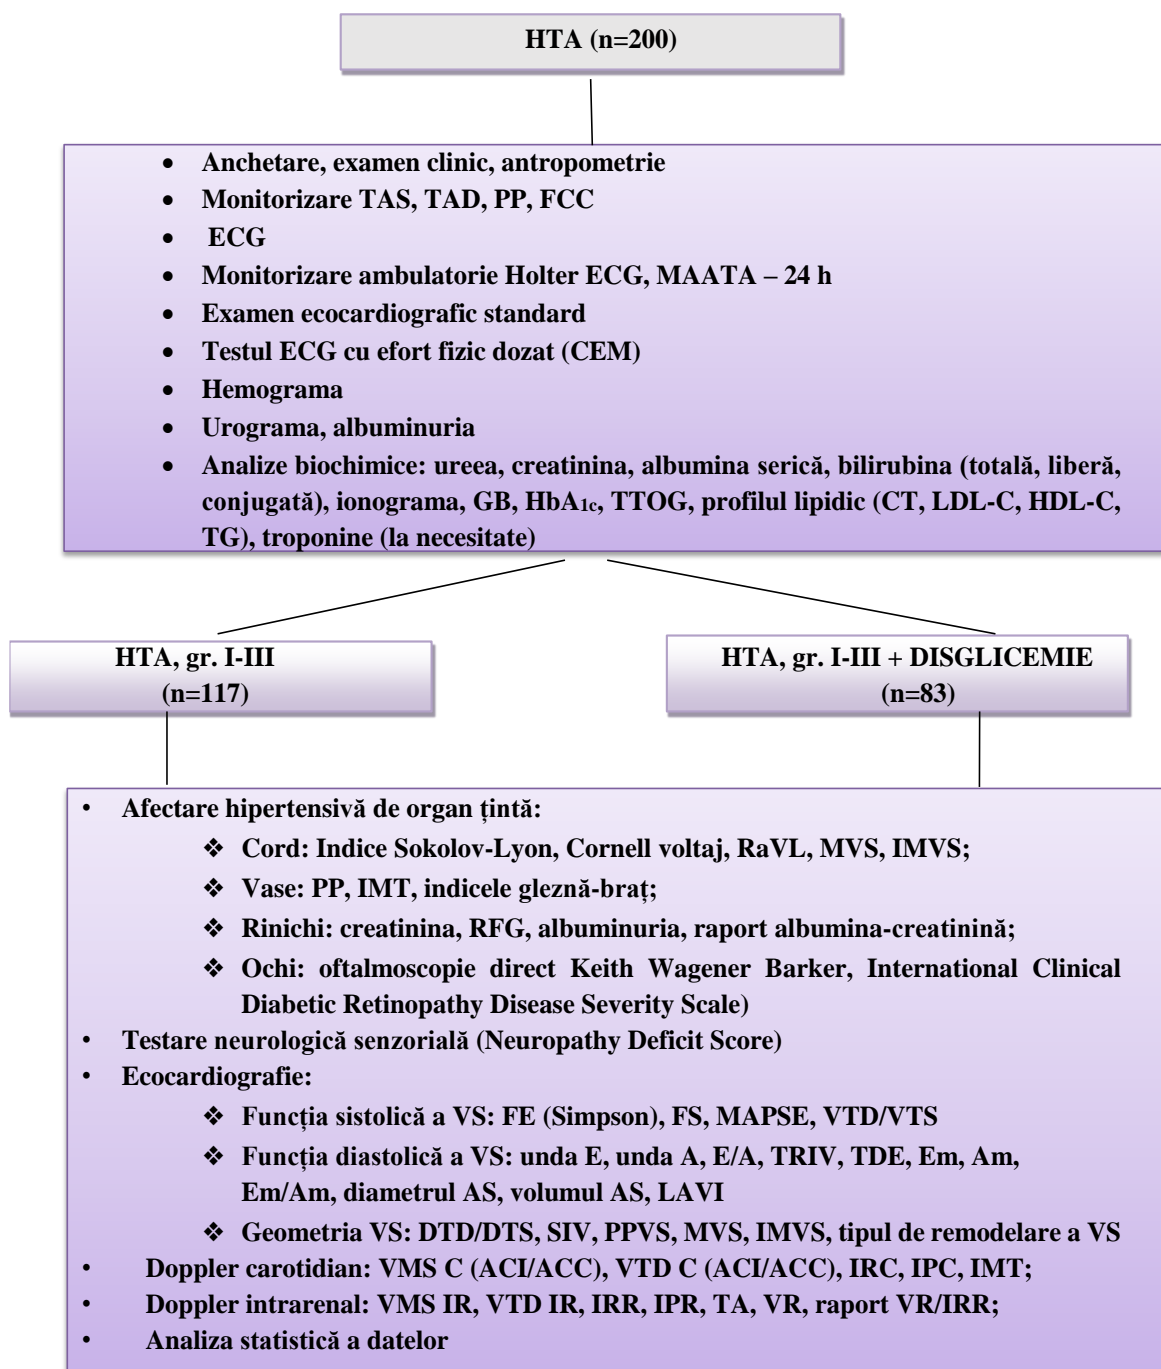 HTA (n=200)
• Anchetare, examen clinic, antropometrie
• Monitorizare TAS, TAD, PP, FCC
• ECG
• Monitorizare ambulatorie Holter ECG, MAATA – 24 h
• Examen ecocardiografic standard
• Testul ECG cu efort fizic dozat (CEM)
• Hemograma
• Urograma, albuminuria
• Analize biochimice: ureea, creatinina, albumina serică, bilirubina (totală, liberă,
conjugată), ionograma, GB, HbA1c, TTOG, profilul lipidic (CT, LDL-C, HDL-C,
TG), troponine (la necesitate)
HTA, gr. I-III
(n=117)
HTA, gr. I-III + DISGLICEMIE
(n=83)
• Afectare hipertensivă de organ țintă:
❖ Cord: Indice Sokolov-Lyon, Cornell voltaj, RaVL, MVS, IMVS;
❖ Vase: PP, IMT, indicele gleznă-braț;
❖ Rinichi: creatinina, RFG, albuminuria, raport albumina-creatinină;
❖ Ochi: oftalmoscopie direct Keith Wagener Barker, International Clinical
Diabetic Retinopathy Disease Severity Scale)
• Testare neurologică senzorială (Neuropathy Deficit Score)
• Ecocardiografie:
❖ Funcția sistolică a VS: FE (Simpson), FS, MAPSE, VTD/VTS
❖ Funcția diastolică a VS: unda E, unda A, E/A, TRIV, TDE, Em, Am,
Em/Am, diametrul AS, volumul AS, LAVI
❖ Geometria VS: DTD/DTS, SIV, PPVS, MVS, IMVS, tipul de remodelare a VS
• Doppler carotidian: VMS C (ACI/ACC), VTD C (ACI/ACC), IRC, IPC, IMT;
• Doppler intrarenal: VMS IR, VTD IR, IRR, IPR, TA, VR, raport VR/IRR;
• Analiza statistică a datelor